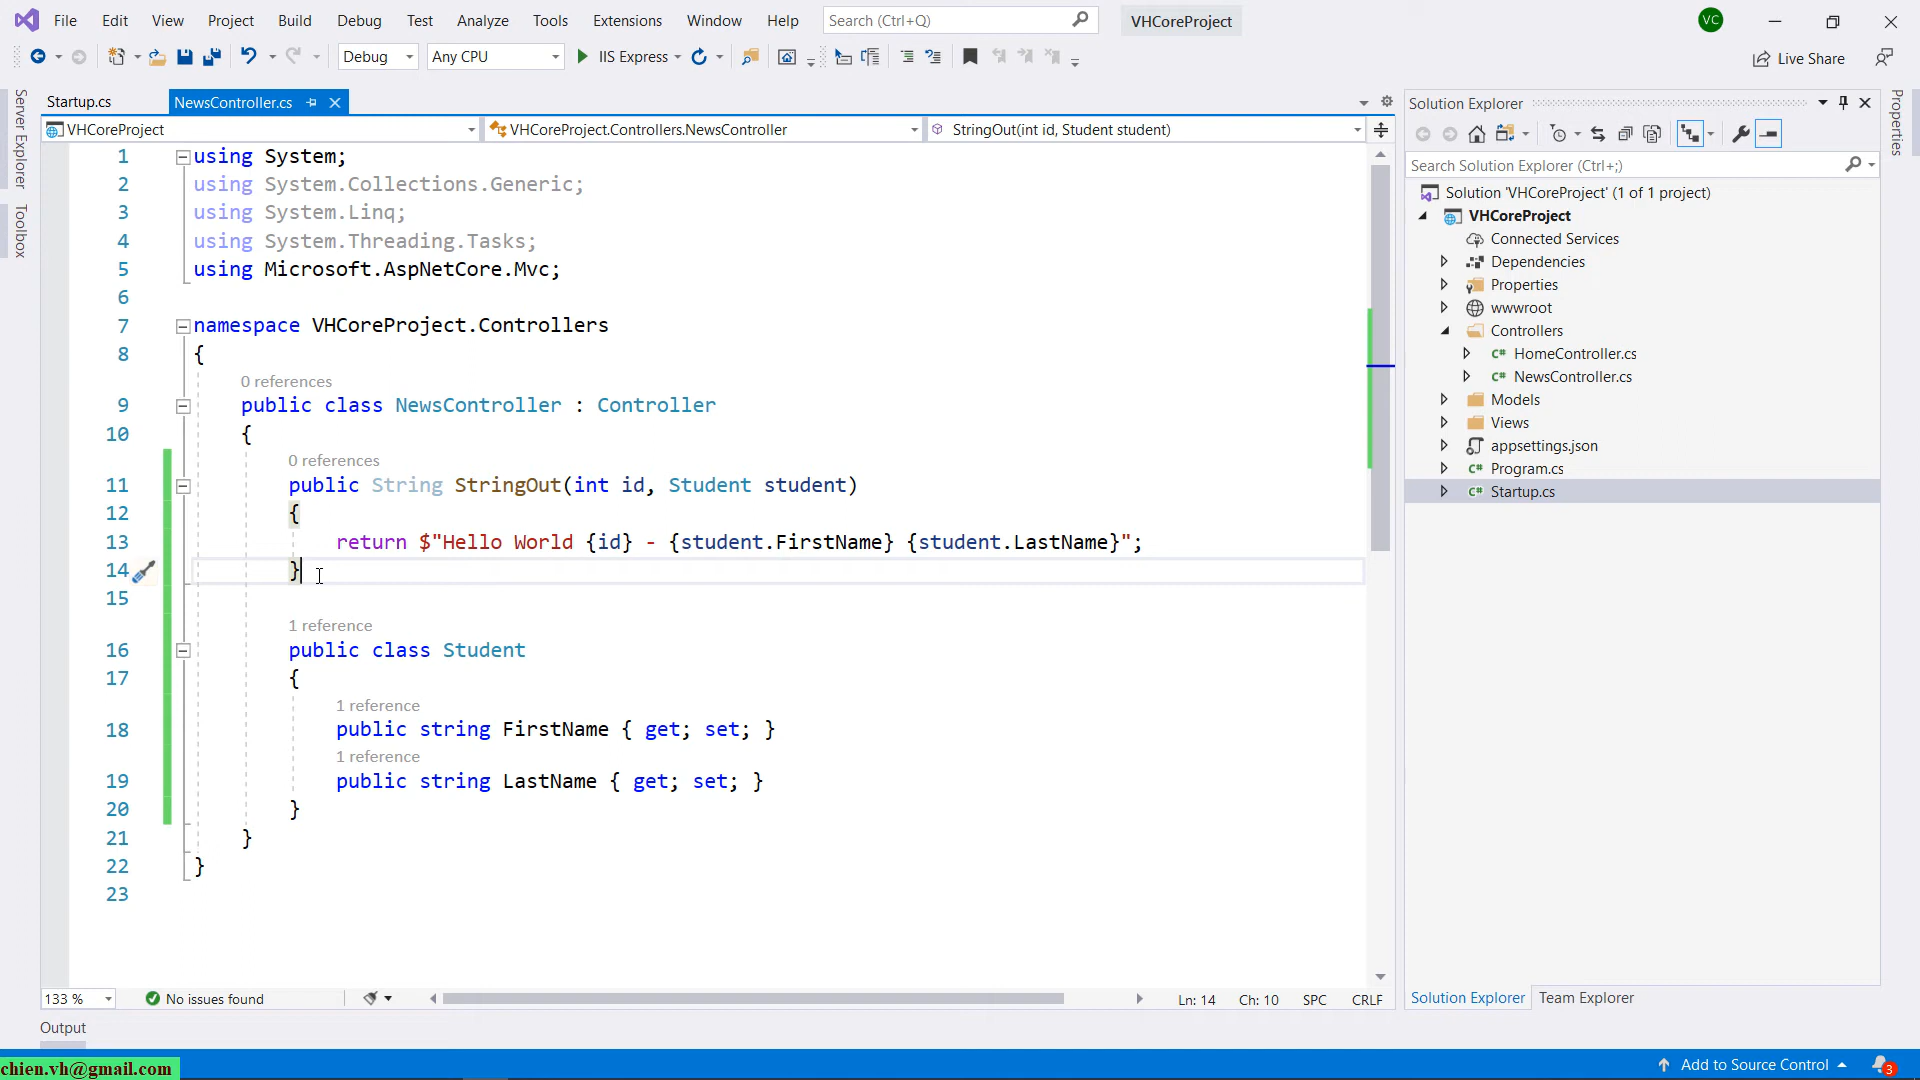 File Edit View Project Build Debug Test Analyze Tools Extensions Window Help Search (Ctrl+Q) VHCoreProject VC
Debug Any CPU IIS Express Live Share
Server Explorer
Toolbox
Startup.cs NewsController.cs
VHCoreProject VHCoreProject.Controllers.NewsController StringOut(int id, Student student)
1 using System;
2 using System.Collections.Generic;
3 using System.Linq;
4 using System.Threading.Tasks;
5 using Microsoft.AspNetCore.Mvc;
6
7 namespace VHCoreProject.Controllers
8 {
0 references
9 public class NewsController : Controller
10 {
0 references
11 public String StringOut(int id, Student student)
12 {
13 return $"Hello World {id} - {student.FirstName} {student.LastName}";
14 }
15
1 reference
16 public class Student
17 {
1 reference
18 public string FirstName { get; set; }
1 reference
19 public string LastName { get; set; }
20 }
21 }
22 }
23
133 % No issues found Ln: 14 Ch: 10 SPC CRLF
Output
Solution Explorer
Search Solution Explorer (Ctrl+;)
Solution 'VHCoreProject' (1 of 1 project)
VHCoreProject
Connected Services
Dependencies
Properties
wwwroot
Controllers
C# HomeController.cs
C# NewsController.cs
Models
Views
appsettings.json
C# Program.cs
C# Startup.cs
Solution Explorer Team Explorer
Properties
Add to Source Control 3
chien.vh@gmail.com